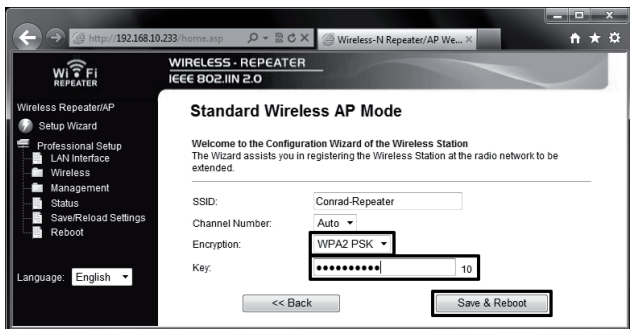 http://192.168.10.233/home.asp
Wireless-N Repeater/AP We...
Wi Fi
REPEATER
WIRELESS - REPEATER
IEEE 802.11N 2.0
Wireless Repeater/AP
Setup Wizard
Professional Setup
LAN Interface
Wireless
Management
Status
Save/Reload Settings
Reboot
Language: English
Standard Wireless AP Mode
Welcome to the Configuration Wizard of the Wireless Station
The Wizard assists you in registering the Wireless Station at the radio network to be
extended.
SSID: Conrad-Repeater
Channel Number: Auto
Encryption: WPA2 PSK
Key: ●●●●●●●●●● 10
<< Back Save & Reboot